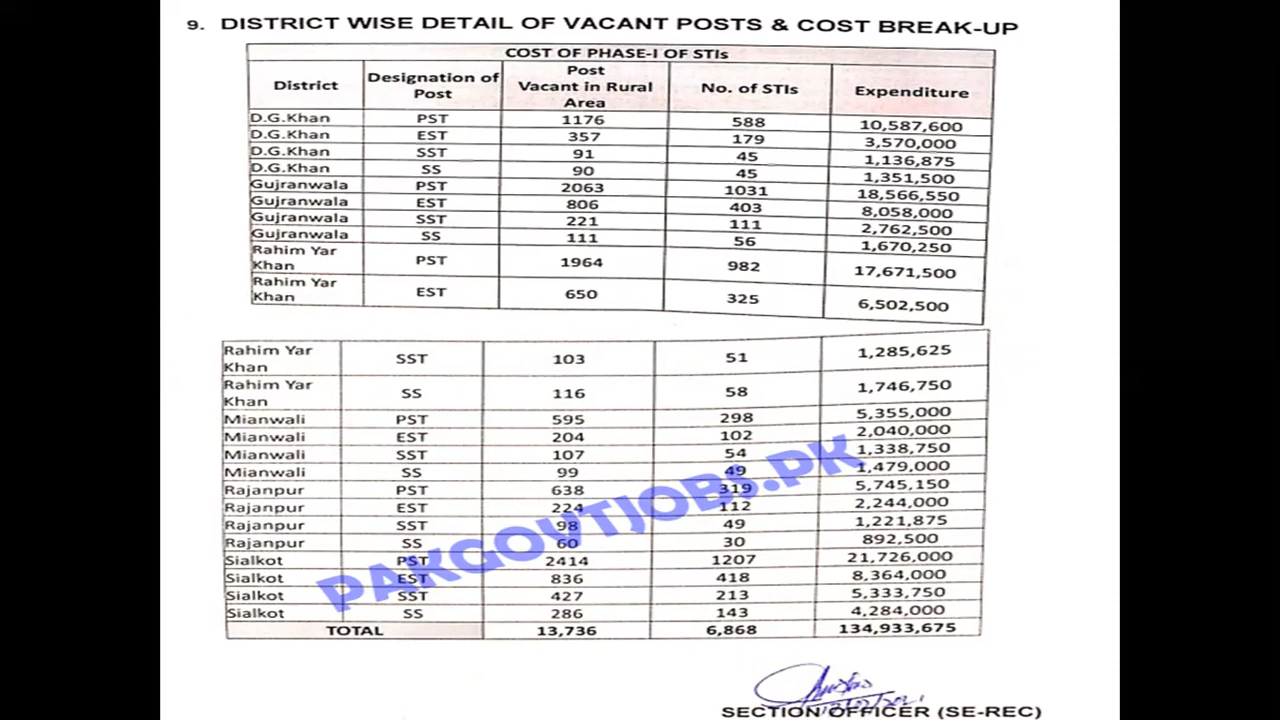 9. DISTRICT WISE DETAIL OF VACANT POSTS & COST BREAK-UP
COST OF PHASE-I OF STIs
District Designation of Post Post Vacant in Rural Area No. of STIs Expenditure
D.G.Khan PST 1176 588 10,587,600
D.G.Khan EST 357 179 3,570,000
D.G.Khan SST 91 45 1,136,875
D.G.Khan SS 90 45 1,351,500
Gujranwala PST 2063 1031 18,566,550
Gujranwala EST 806 403 8,058,000
Gujranwala SST 221 111 2,762,500
Gujranwala SS 111 56 1,670,250
Rahim Yar Khan PST 1964 982 17,671,500
Rahim Yar Khan EST 650 325 6,502,500
Rahim Yar Khan SST 103 51 1,285,625
Rahim Yar Khan SS 116 58 1,746,750
Mianwali PST 595 298 5,355,000
Mianwali EST 204 102 2,040,000
Mianwali SST 107 54 1,338,750
Mianwali SS 99 49 1,479,000
Rajanpur PST 638 319 5,745,150
Rajanpur EST 224 112 2,244,000
Rajanpur SST 98 49 1,221,875
Rajanpur SS 60 30 892,500
Sialkot PST 2414 1207 21,726,000
Sialkot EST 836 418 8,364,000
Sialkot SST 427 213 5,333,750
Sialkot SS 286 143 4,284,000
TOTAL 13,736 6,868 134,933,675
PAKGOVTJOBS.PK
SECTION OFFICER (SE-REC)